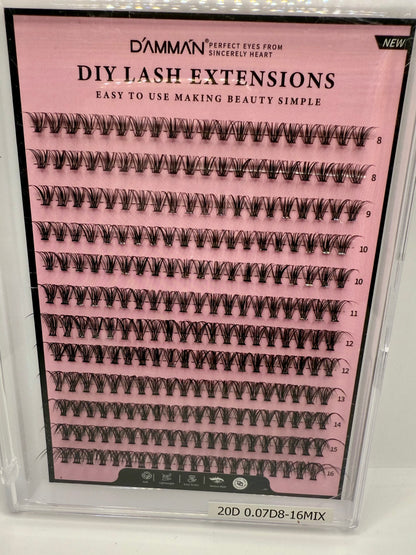 D'AMMÁN® PERFECT EYES FROM
SINCERELY HEART
NEW
DIY LASH EXTENSIONS
EASY TO USE MAKING BEAUTY SIMPLE
8
8
9
10
10
11
12
12
13
14
15
16
20D 0.07D8-16MIX